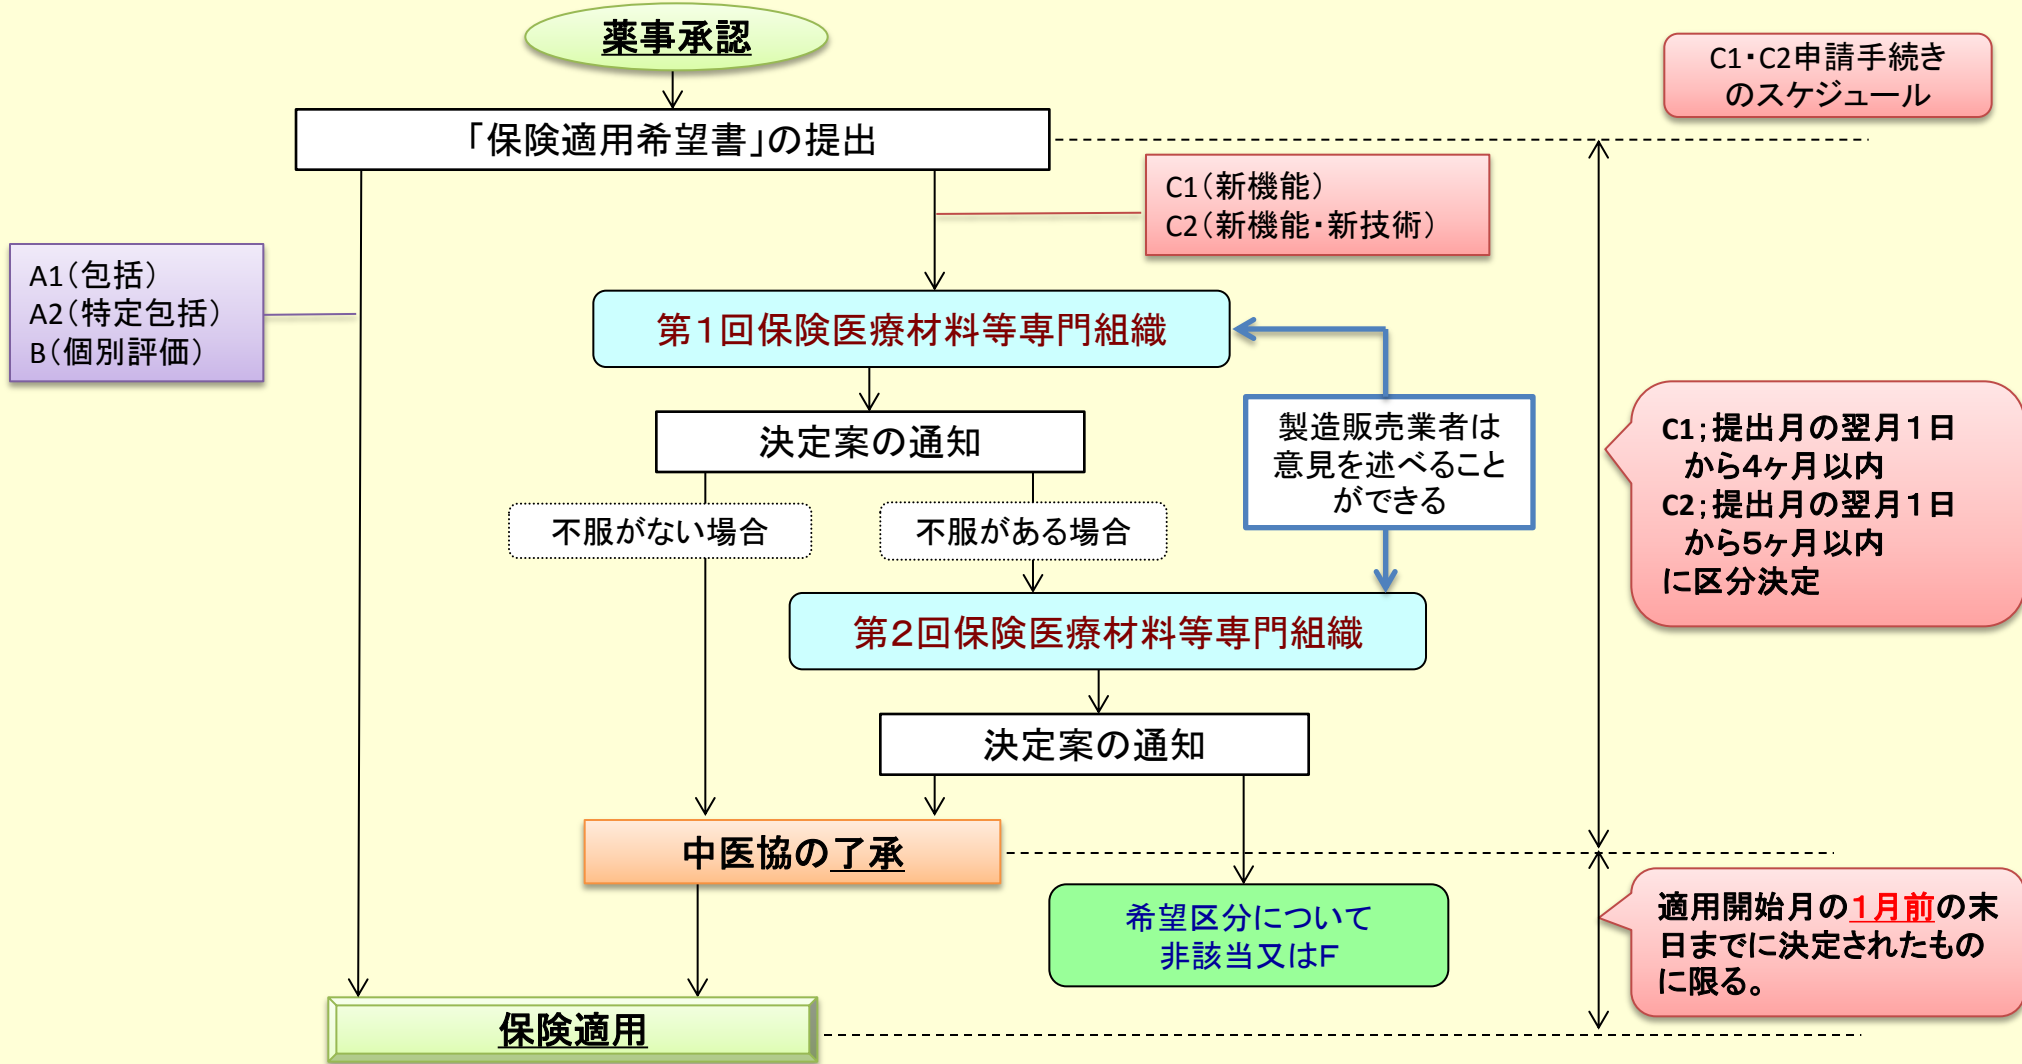 薬事承認
C1・C2申請手続き
のスケジュール
「保険適用希望書」の提出
C1（新機能）
C2（新機能・新技術）
A1（包括）
A2（特定包括）
B（個別評価）
第１回保険医療材料等専門組織
決定案の通知
製造販売業者は
意見を述べること
ができる
C1；提出月の翌月１日
から４ヶ月以内
C2；提出月の翌月１日
から５ヶ月以内
に区分決定
不服がない場合
不服がある場合
第２回保険医療材料等専門組織
決定案の通知
中医協の了承
希望区分について
非該当又はF
適用開始月の１月前の末
日までに決定されたもの
に限る。
保険適用